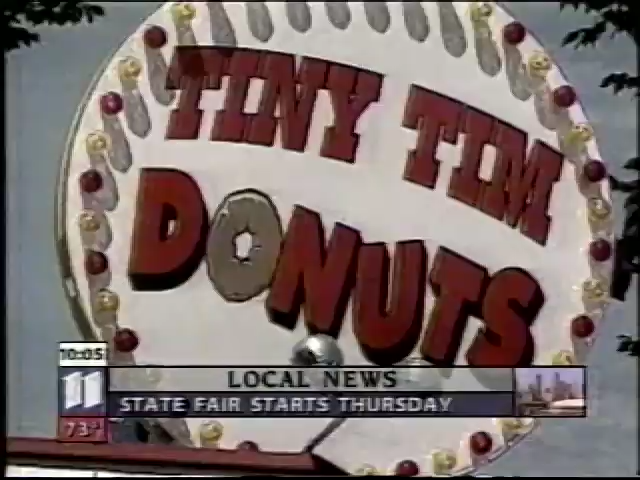 TINY TIM
DONUTS
10:05
11
73°
LOCAL NEWS
STATE FAIR STARTS THURSDAY